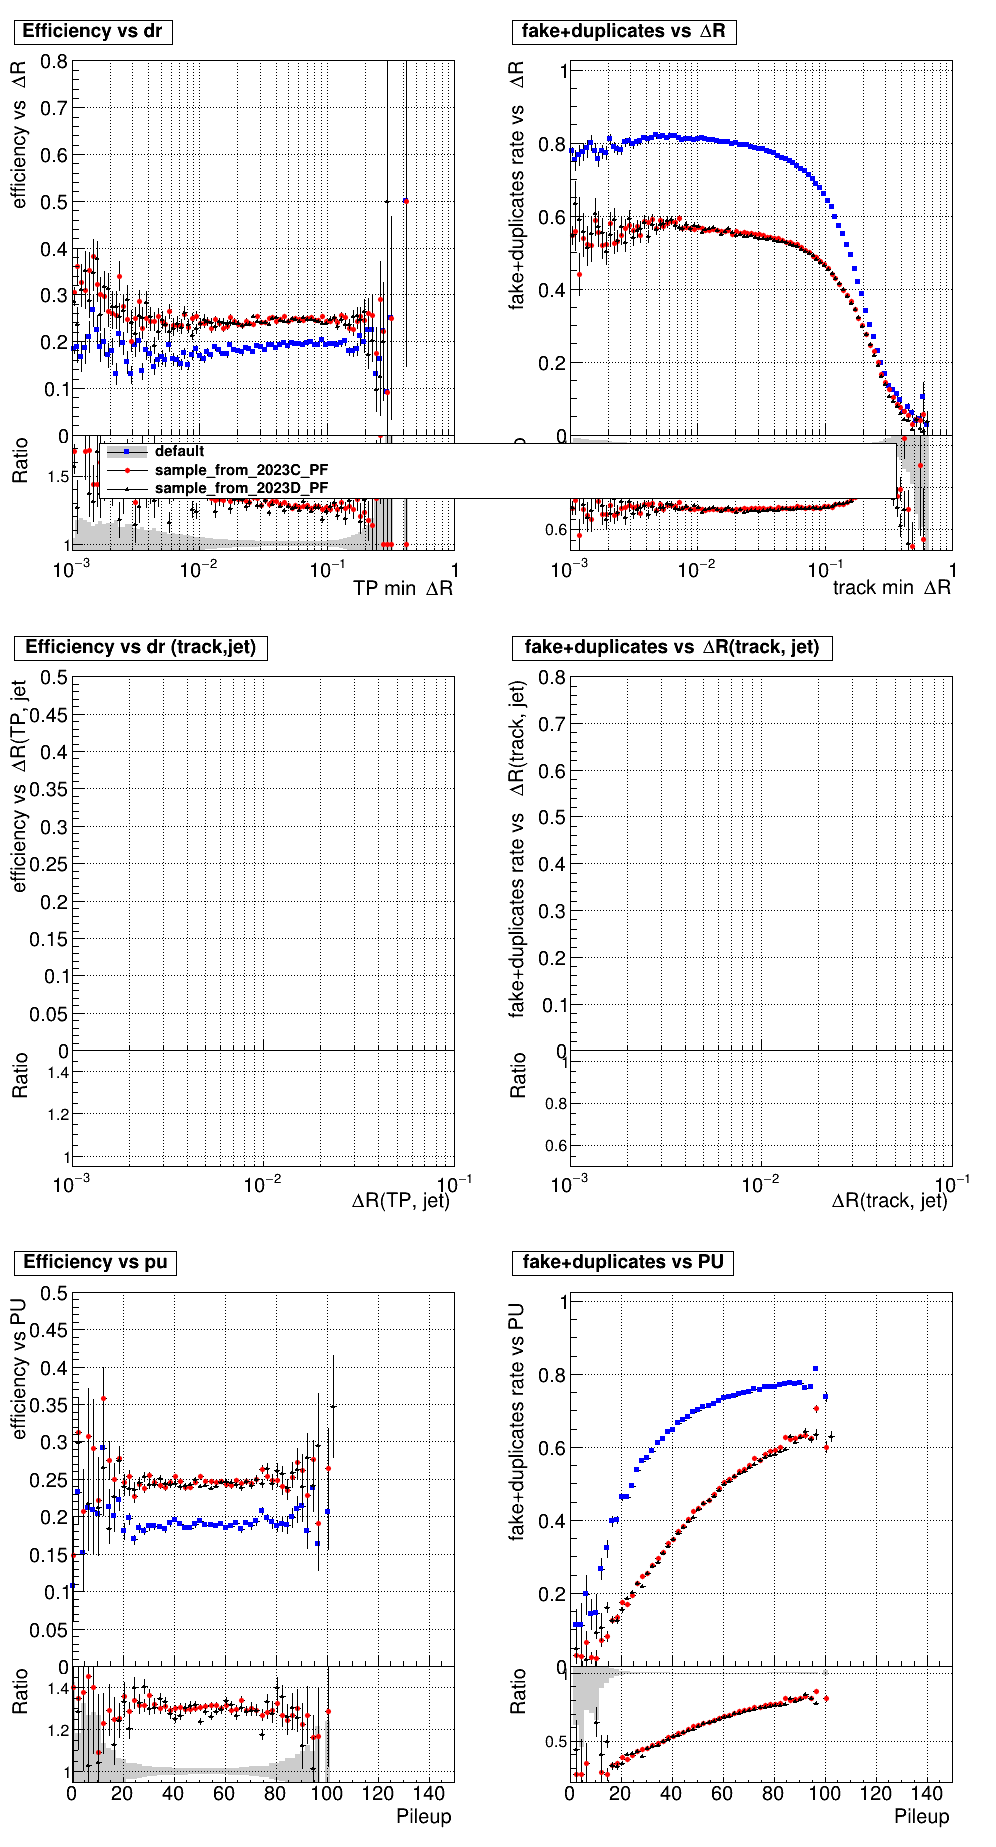 Efficiency vs dr
efficiency vs ΔR
0.8
0.7
0.6
0.5
0.4
0.3
0.2
0.1
0
Ratio
1.5
1
10⁻³ 10⁻² 10⁻¹ 1
TP min ΔR
fake+duplicates vs ΔR
fake+duplicates rate vs ΔR
1
0.8
0.6
0.4
0.2
0.6
10⁻³ 10⁻² 10⁻¹ 1
track min ΔR
default
sample_from_2023C_PF
sample_from_2023D_PF
Efficiency vs dr (track,jet)
efficiency vs ΔR(TP, jet
0.5
0.45
0.4
0.35
0.3
0.25
0.2
0.15
0.1
0.05
0
Ratio
1.4
1.2
1
10⁻³ 10⁻² 10⁻¹
ΔR(TP, jet)
fake+duplicates vs ΔR(track, jet)
fake+duplicates rate vs ΔR(track, jet)
0.8
0.7
0.6
0.5
0.4
0.3
0.2
0.1
0
Ratio
1
0.8
0.6
10⁻³ 10⁻² 10⁻¹
ΔR(track, jet)
Efficiency vs pu
efficiency vs PU
0.5
0.45
0.4
0.35
0.3
0.25
0.2
0.15
0.1
0.05
0
Ratio
1.4
1.2
1
0 20 40 60 80 100 120 140
Pileup
fake+duplicates vs PU
fake+duplicates rate vs PU
1
0.8
0.6
0.4
0.2
0
Ratio
1
0.5
0 20 40 60 80 100 120 140
Pileup